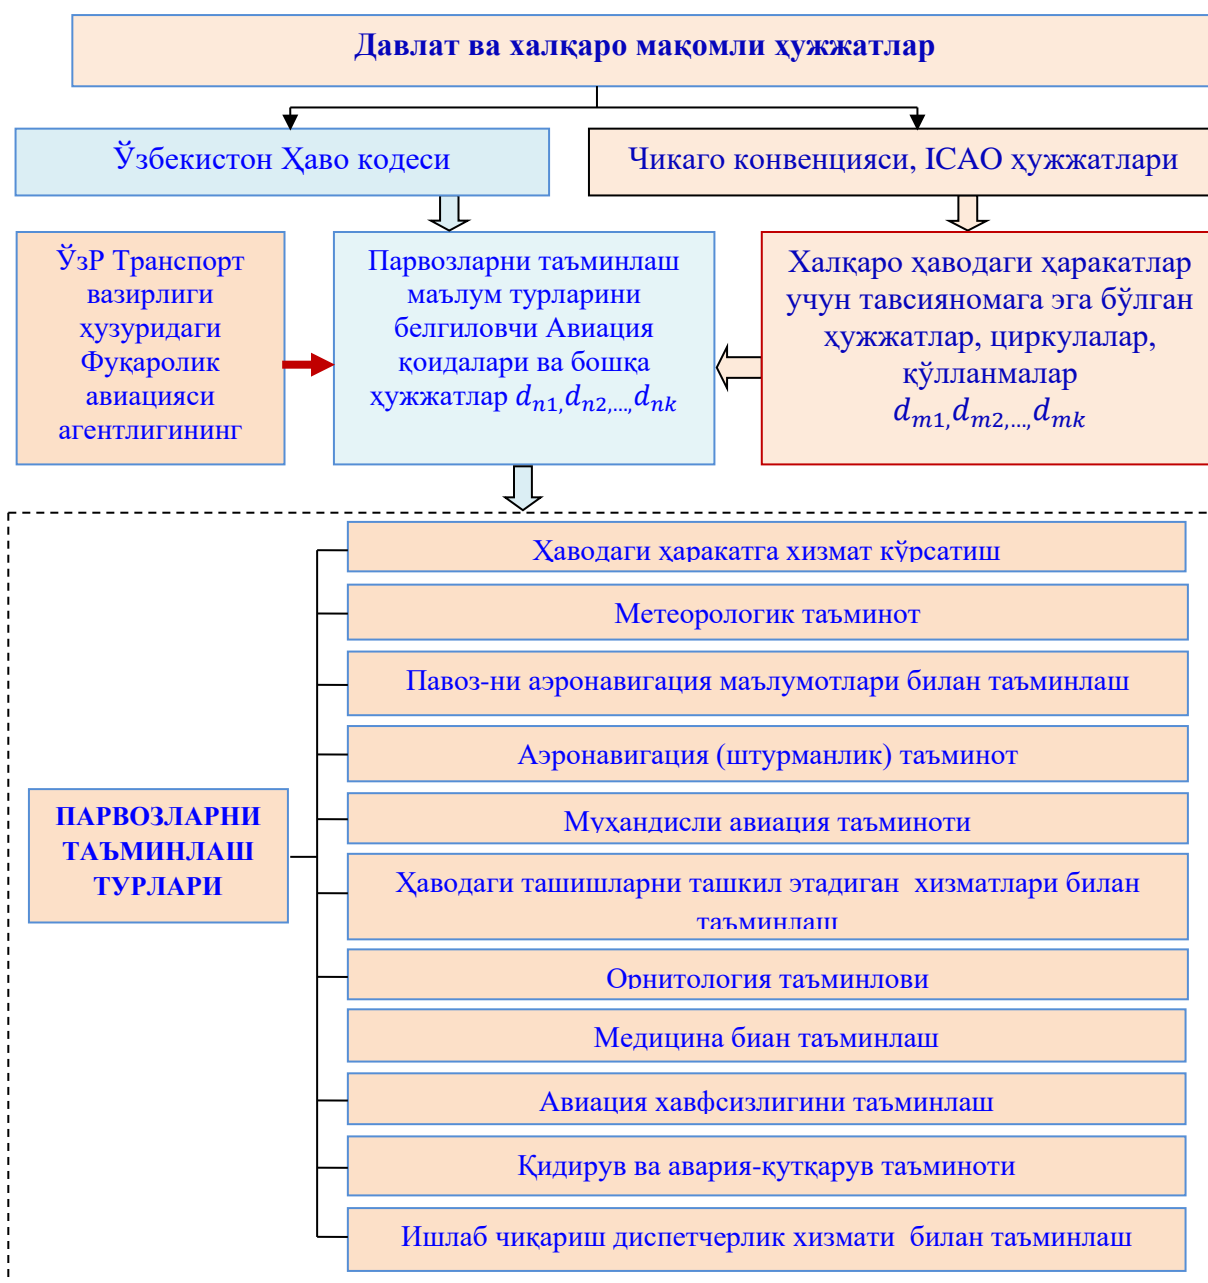 Давлат ва халқаро мақомли ҳужжатлар
Ўзбекистон Ҳаво кодеси
Чикаго конвенцияси, ICAO ҳужжатлари
ЎзР Транспорт
вазирлиги
ҳузуридаги
Фуқаролик
авиацияси
агентлигининг
Парвозларни таъминлаш
маълум турларини
белгиловчи Авиация
қоидалари ва бошқа
ҳужжатлар d_{n1,}d_{n2,…,}d_{nk}
Халқаро ҳаводаги ҳаракатлар
учун тавсияномага эга бўлган
ҳужжатлар, циркулалар,
қўлланмалар
d_{m1,}d_{m2,…,}d_{mk}
ПАРВОЗЛАРНИ
ТАЪМИНЛАШ
ТУРЛАРИ
Ҳаводаги ҳаракатга хизмат кўрсатиш
Метеорологик таъминот
Павоз-ни аэронавигация маълумотлари билан таъминлаш
Аэронавигация (штурманлик) таъминот
Муҳандисли авиация таъминоти
Ҳаводаги ташишларни ташкил этадиган хизматлари билан
таъминлаш
Орнитология таъминлови
Медицина биан таъминлаш
Авиация хавфсизлигини таъминлаш
Қидирув ва авария-қутқарув таъминоти
Ишлаб чиқариш диспетчерлик хизмати билан таъминлаш